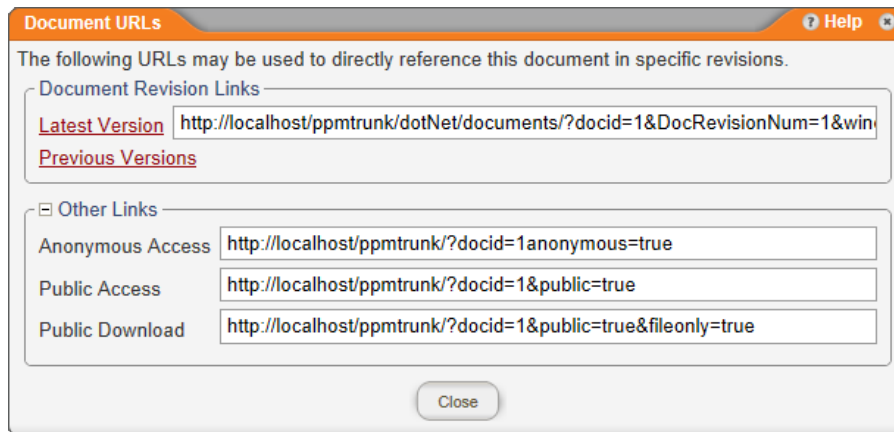 Document URLs
Help
The following URLs may be used to directly reference this document in specific revisions.
Document Revision Links
Latest Version http://localhost/ppmtrunk/dotNet/documents/?docid=1&DocRevisionNum=1&win
Previous Versions
Other Links
Anonymous Access http://localhost/ppmtrunk/?docid=1anonymous=true
Public Access http://localhost/ppmtrunk/?docid=1&public=true
Public Download http://localhost/ppmtrunk/?docid=1&public=true&fileonly=true
Close